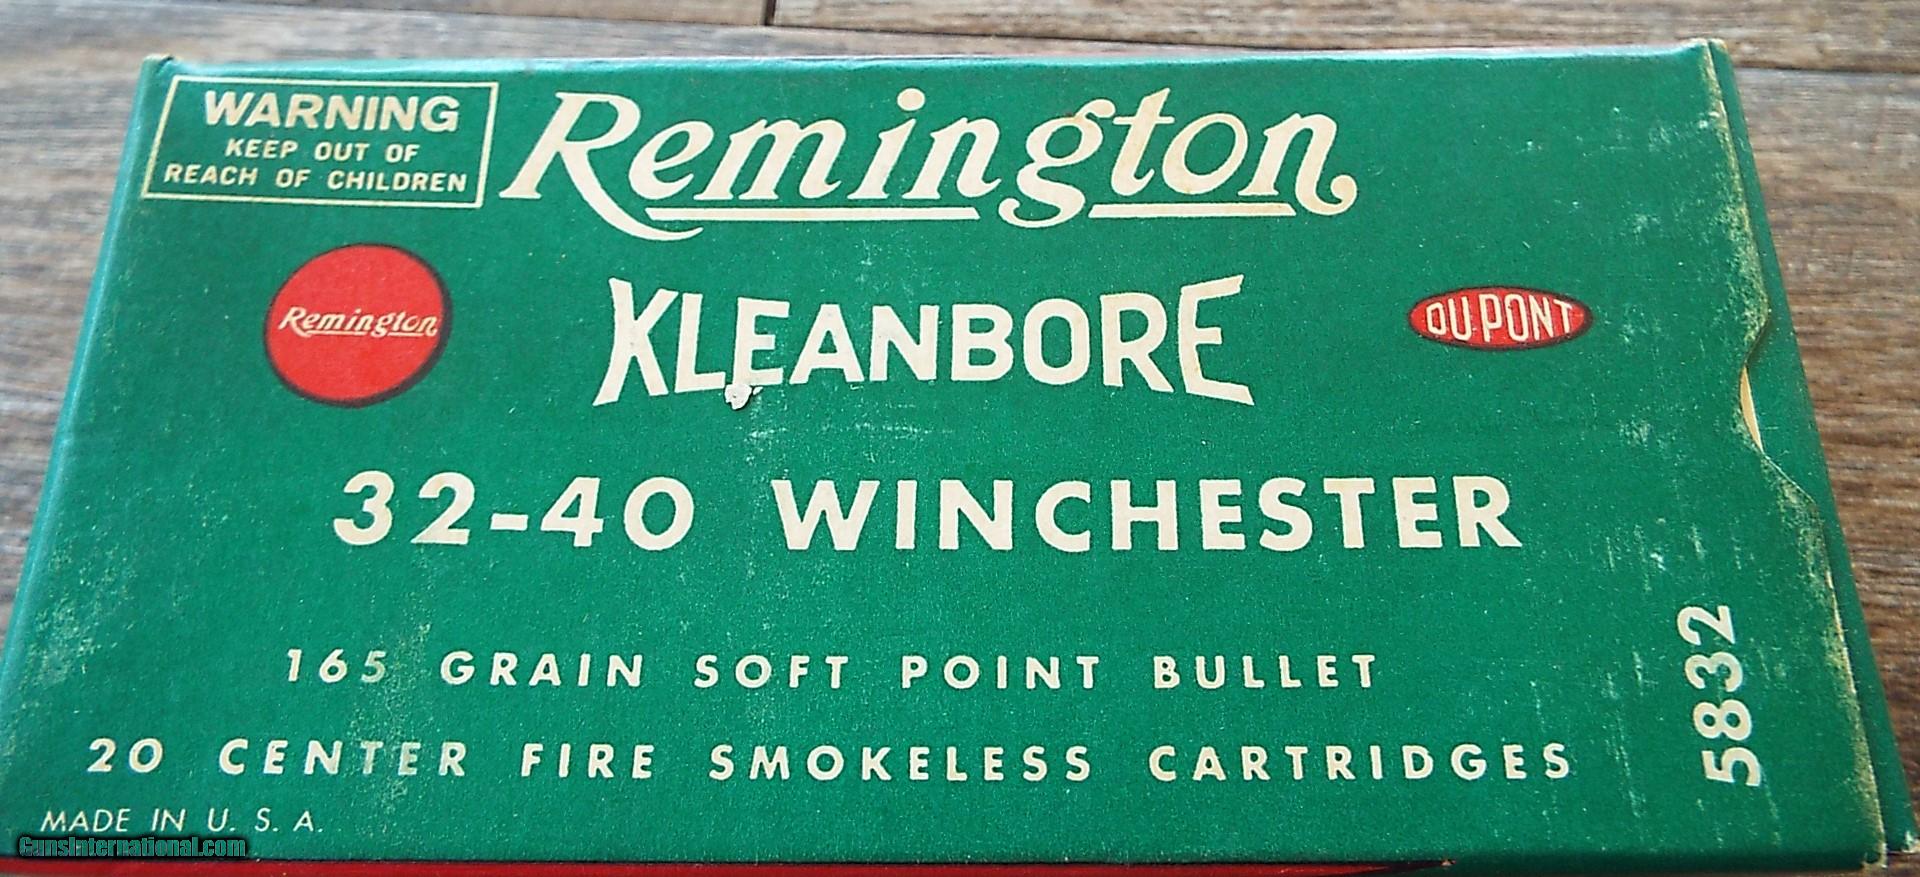 WARNING
KEEP OUT OF
REACH OF CHILDREN
Remington
Remington
KLEANBORE
DU PONT
32-40 WINCHESTER
165 GRAIN SOFT POINT BULLET
20 CENTER FIRE SMOKELESS CARTRIDGES
5832
MADE IN U. S. A.
GunsInternational.com